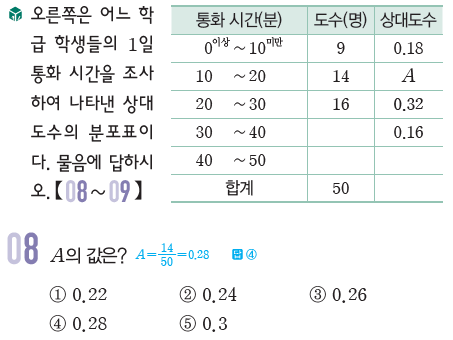 오른쪽은 어느 학
급 학생들의 1일
통화 시간을 조사
하여 나타낸 상대
도수의 분포표이
다. 물음에 답하시
오.【08~09】
통화 시간(분) 도수(명) 상대도수
0이상 ~ 10미만 9 0.18
10 ~20 14 A
20 ~30 16 0.32
30 ~40 0.16
40 ~50
합계 50
08 A의 값은? A=14/50=0.28 답 ④
① 0.22 ② 0.24 ③ 0.26
④ 0.28 ⑤ 0.3